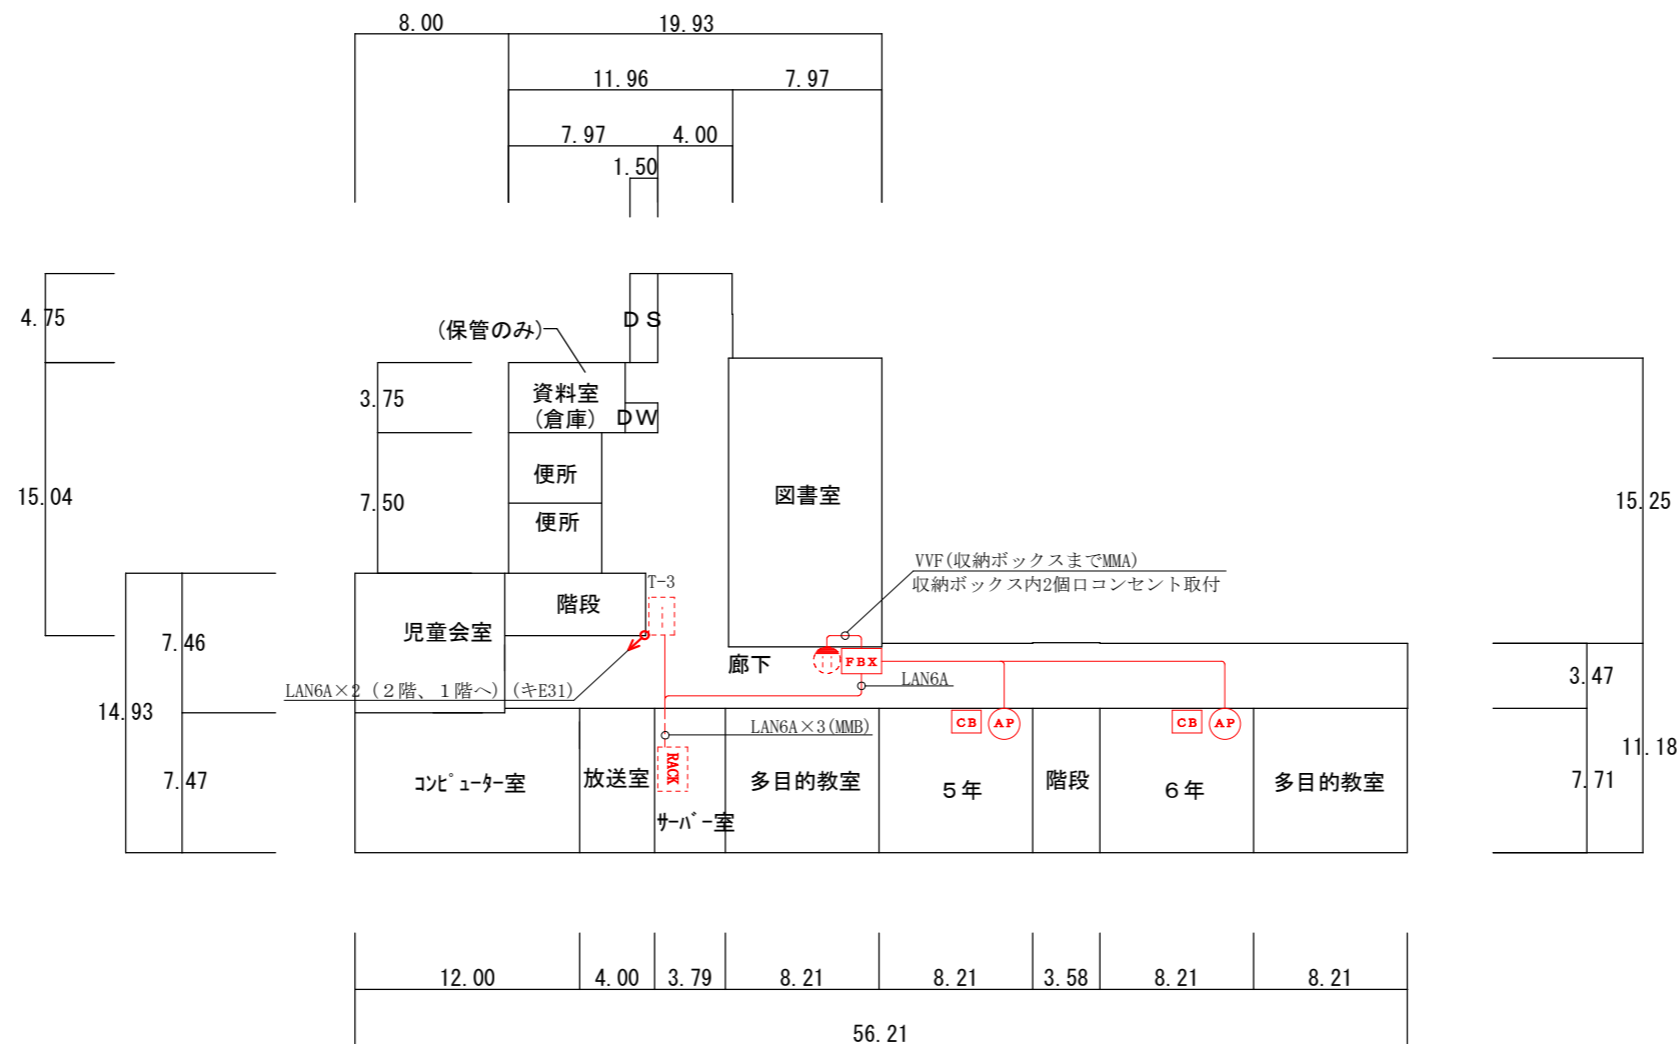 8.00
19.93
11.96
7.97
7.97
4.00
1.50
4.75
(保管のみ)
DS
3.75
資料室
(倉庫)
DW
15.04
7.50
便所
便所
図書室
15.25
VVF(収納ボックスまでMMA)
収納ボックス内2個口コンセント取付
T-3
階段
児童会室
7.46
廊下
FBX
LAN6A
3.47
LAN6A×2 (2階、1階へ) (キE31)
14.93
LAN6A×3(MMB)
CB
AP
CB
AP
11.18
7.47
コンピューター室
放送室
RACK
サーバー室
多目的教室
5年
階段
6年
多目的教室
7.71
12.00
4.00
3.79
8.21
8.21
3.58
8.21
8.21
56.21